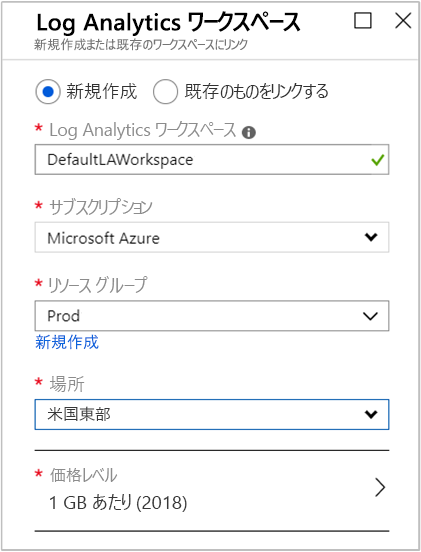 Log Analytics ワークスペース
新規作成または既存のワークスペースにリンク
新規作成 既存のものをリンクする
* Log Analytics ワークスペース
DefaultLAWorkspace
* サブスクリプション
Microsoft Azure
* リソース グループ
Prod
新規作成
* 場所
米国東部
* 価格レベル
1 GB あたり (2018)